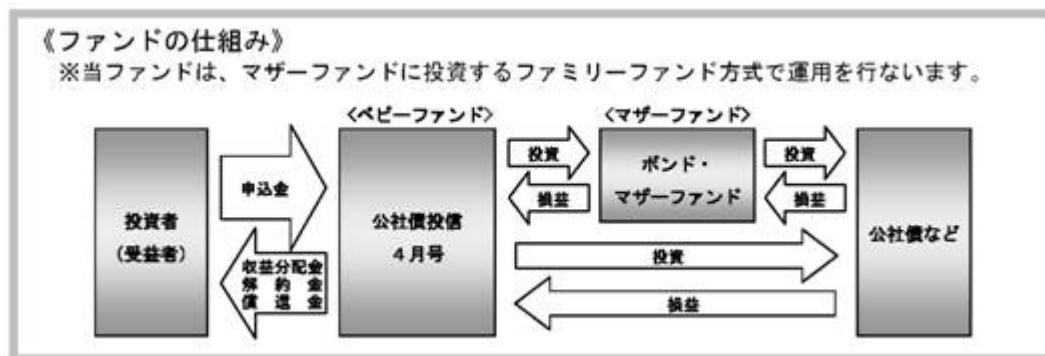 《ファンドの仕組み》
※当ファンドは、マザーファンドに投資するファミリーファンド方式で運用を行ないます。
〈ベビーファンド〉
〈マザーファンド〉
投資者
(受益者)
申込金
収益分配金
解約金
償還金
公社債投信
4月号
投資
損益
ボンド・
マザーファンド
投資
損益
投資
損益
公社債など